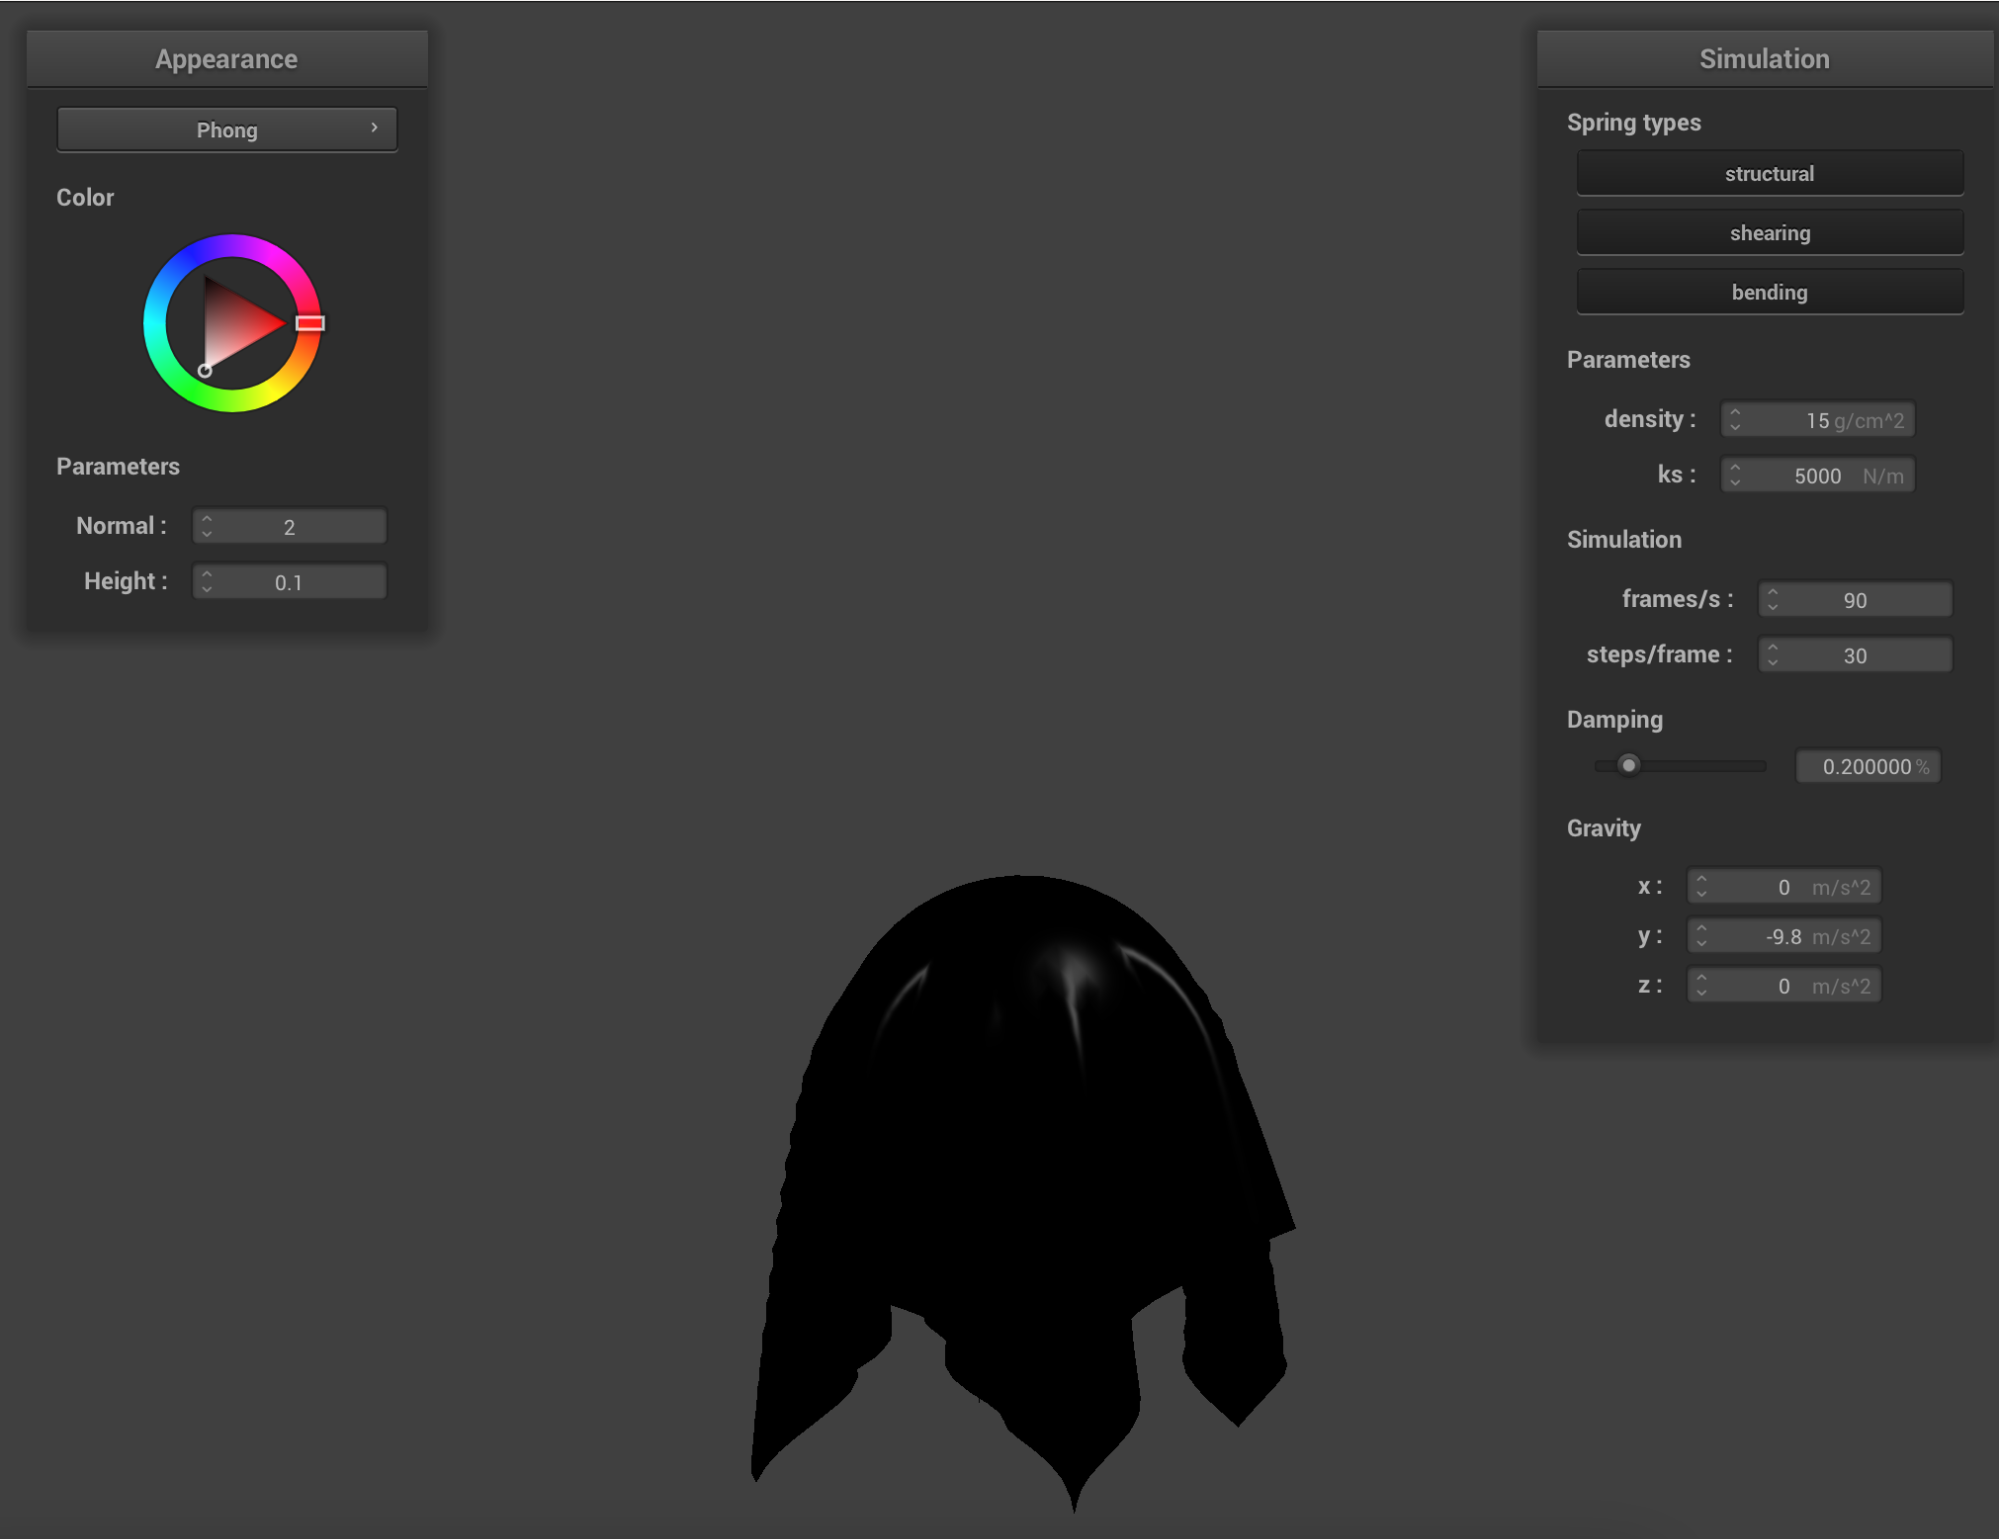 Appearance
Phong
Color
Parameters
Normal : 2
Height : 0.1
Simulation
Spring types
structural
shearing
bending
Parameters
density : 15 g/cm^2
ks : 5000 N/m
Simulation
frames/s : 90
steps/frame : 30
Damping
0.200000 %
Gravity
x : 0 m/s^2
y : -9.8 m/s^2
z : 0 m/s^2